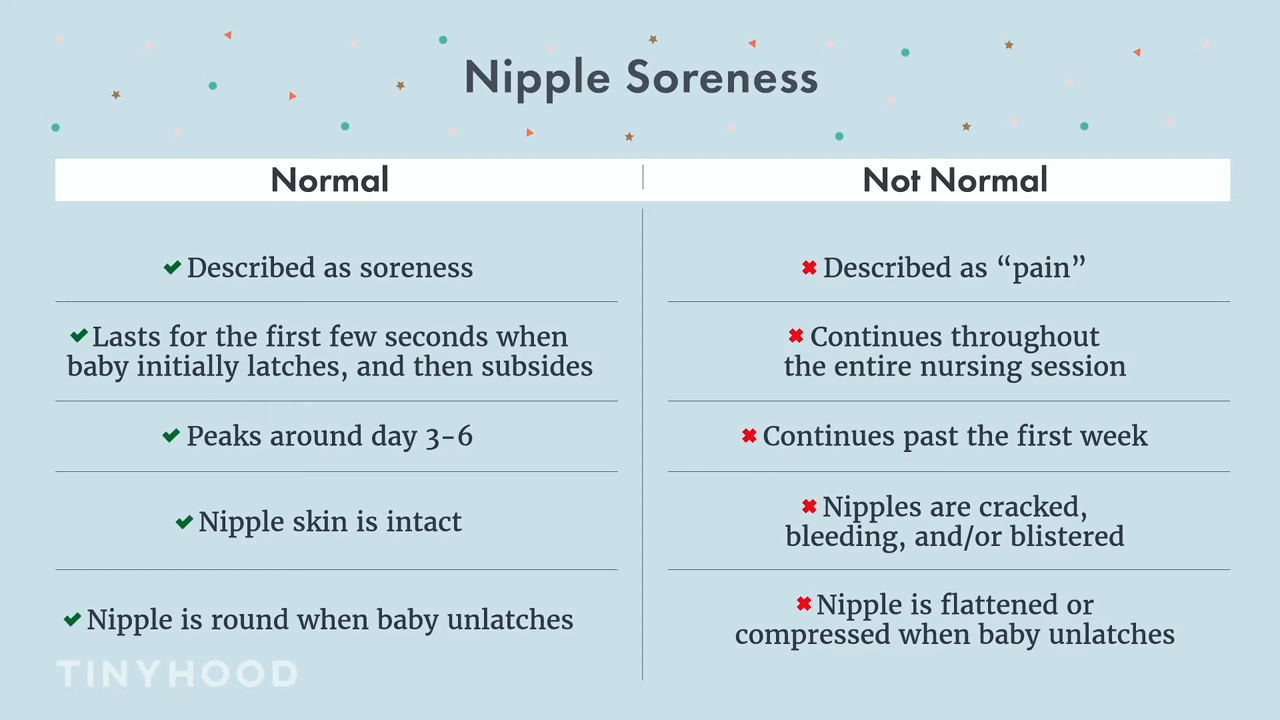 Nipple Soreness
Normal
Not Normal
Described as soreness
Described as “pain”
Lasts for the first few seconds when
baby initially latches, and then subsides
Continues throughout
the entire nursing session
Peaks around day 3-6
Continues past the first week
Nipple skin is intact
Nipples are cracked,
bleeding, and/or blistered
Nipple is round when baby unlatches
Nipple is flattened or
compressed when baby unlatches
TINYHOOD